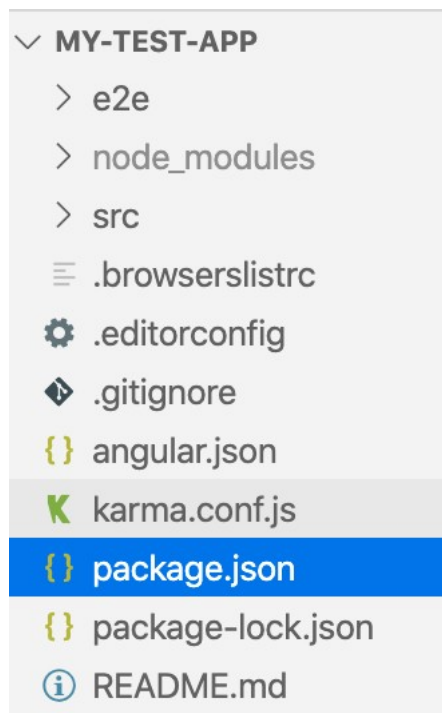 MY-TEST-APP
e2e
node_modules
src
.browserslistrc
.editorconfig
.gitignore
angular.json
karma.conf.js
package.json
package-lock.json
README.md